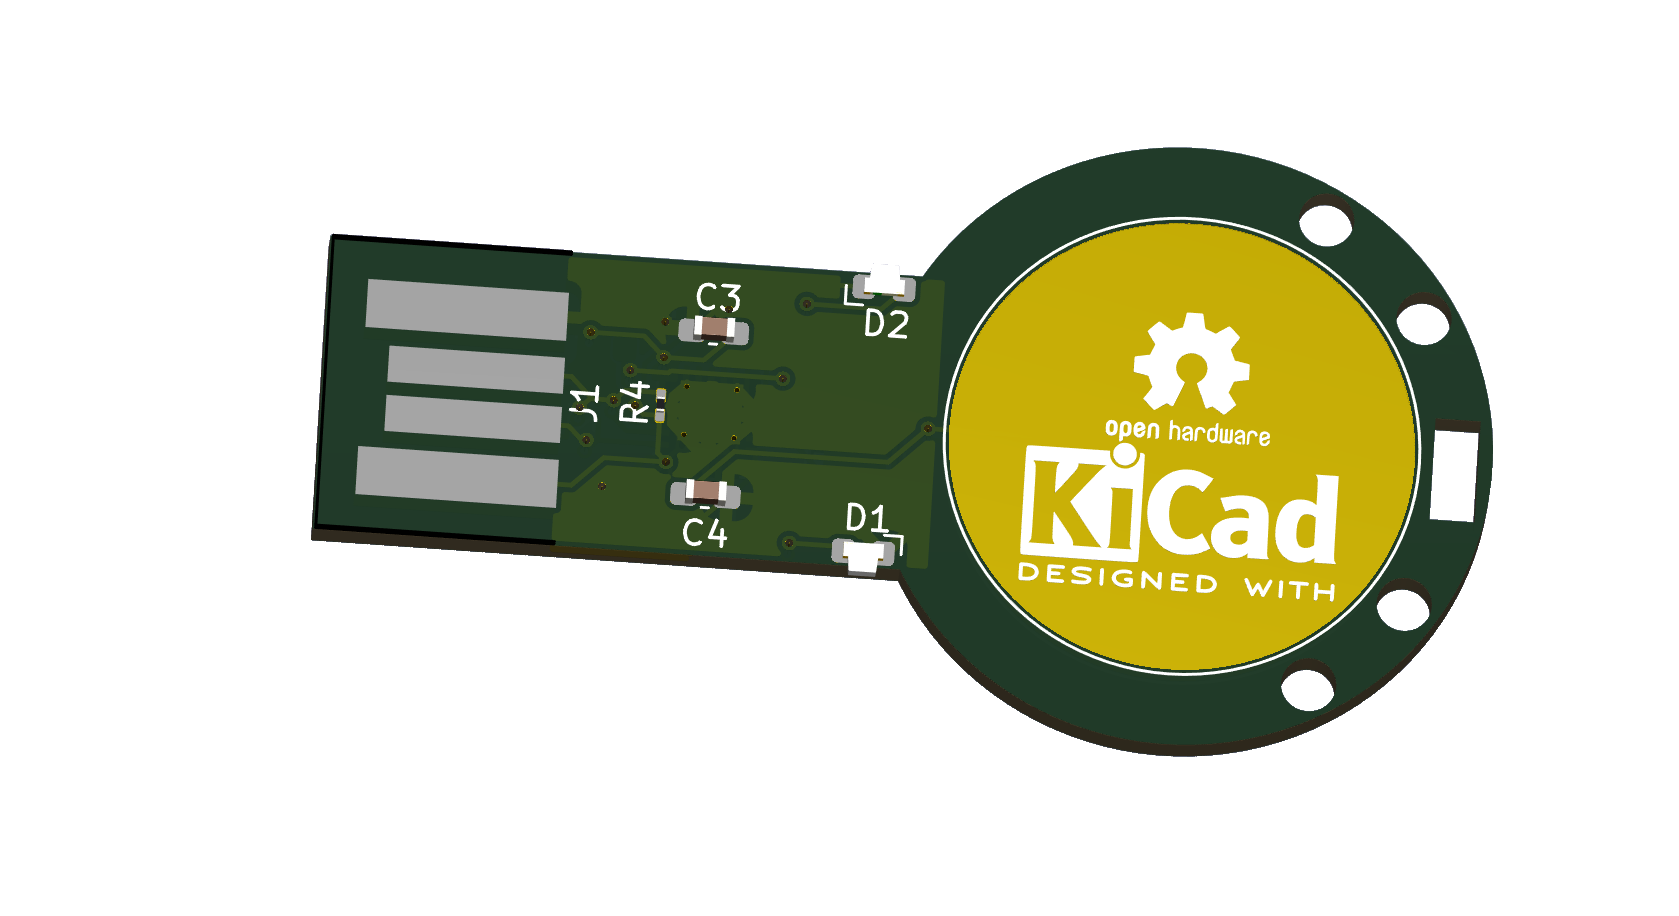 C3
D2
J1
R4
C4
D1
open hardware
KiCad
DESIGNED WITH